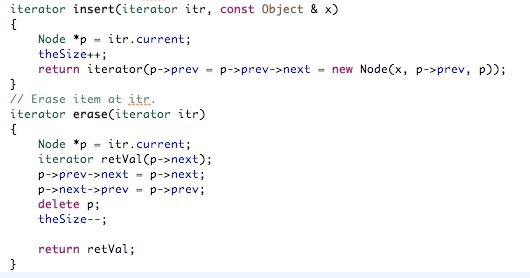 iterator insert(iterator itr, const Object & x)
{
    Node *p = itr.current;
    theSize++;
    return iterator(p->prev = p->prev->next = new Node(x, p->prev, p));
}
// Erase item at itr.
iterator erase(iterator itr)
{
    Node *p = itr.current;
    iterator retVal(p->next);
    p->prev->next = p->next;
    p->next->prev = p->prev;
    delete p;
    theSize--;

    return retVal;
}